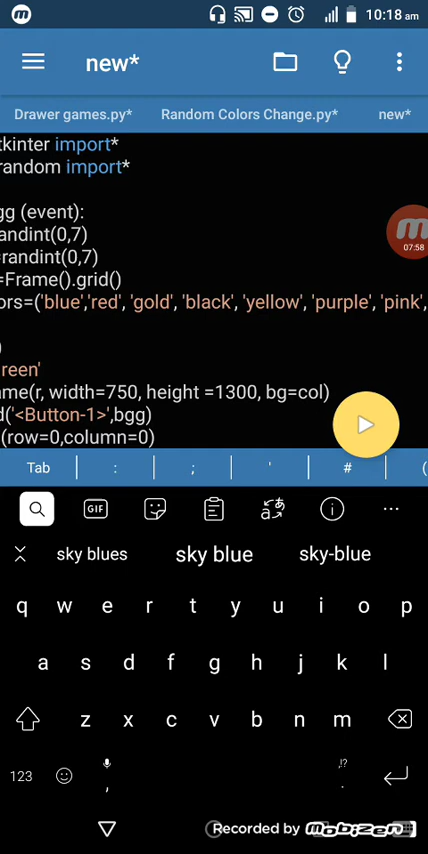 10:18 am
new*
Drawer games.py* Random Colors Change.py* new*
tkinter import*
random import*
gg (event):
andint(0,7)
=randint(0,7)
=Frame().grid()
ors=('blue','red', 'gold', 'black', 'yellow', 'purple', 'pink',
)
reen'
ame(r, width=750, height =1300, bg=col)
d('<Button-1>',bgg)
(row=0,column=0)
07:58
Tab : ; ' # (
GIF
sky blues sky blue sky-blue
q w e r t y u i o p
a s d f g h j k l
z x c v b n m
123 , ,!? .
Recorded by mobizen